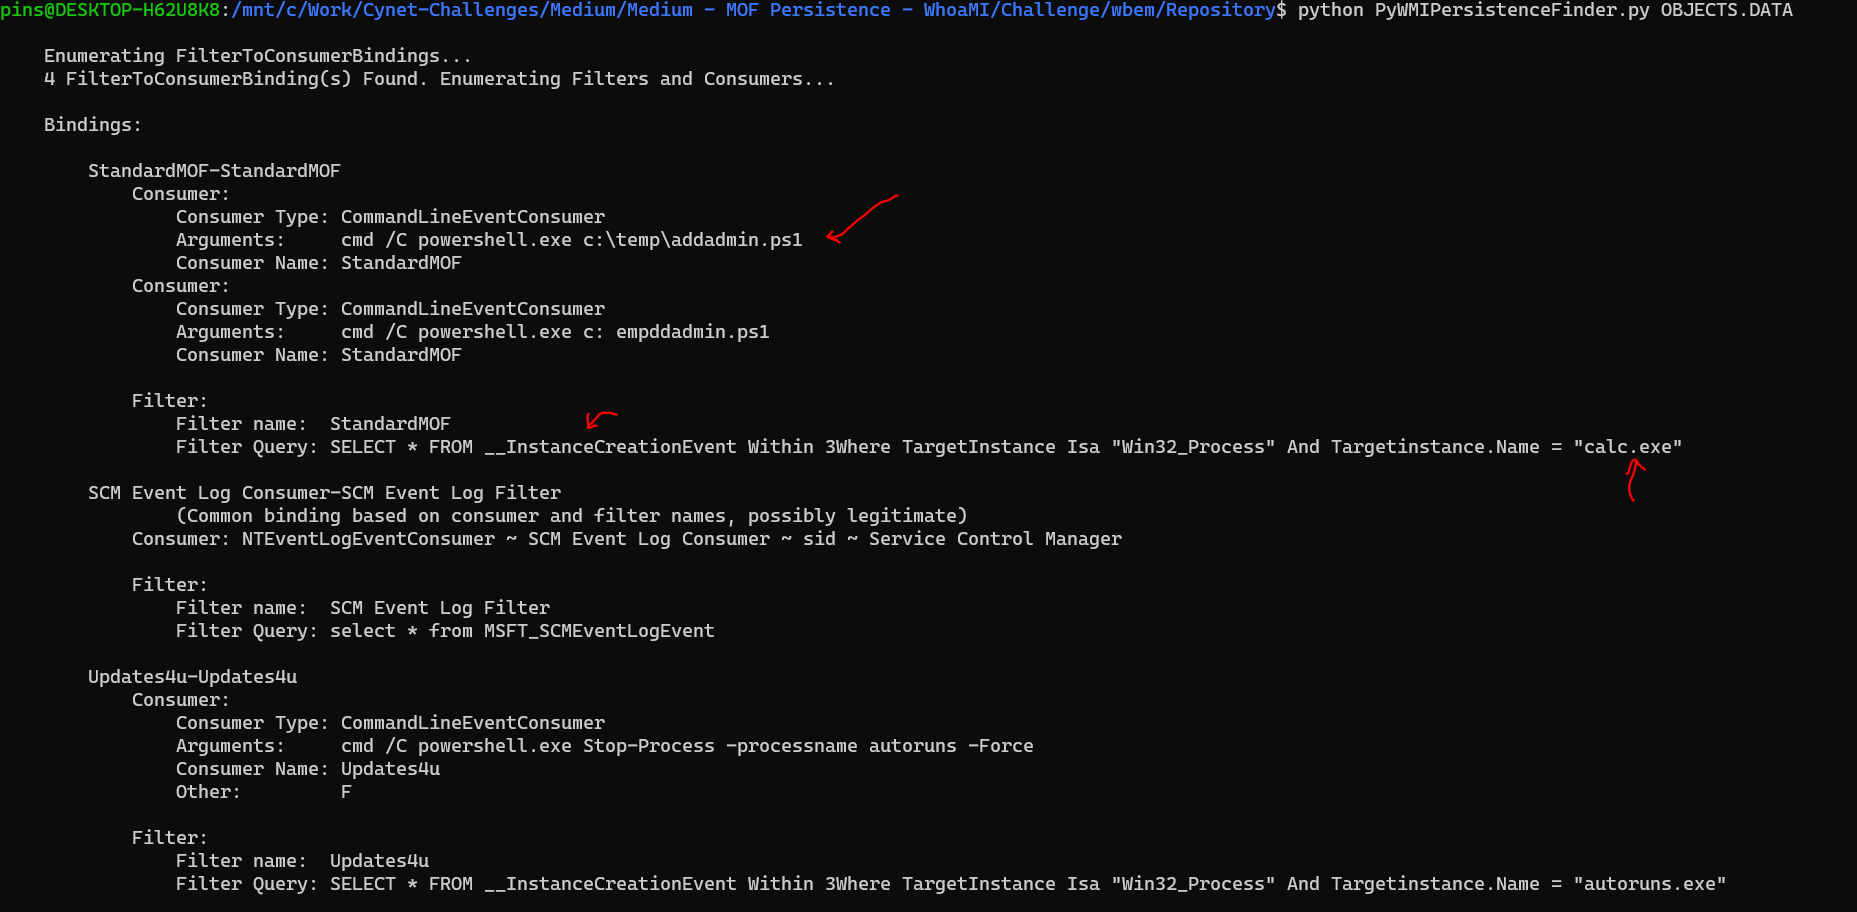 pins@DESKTOP-H62U8K8:/mnt/c/Work/Cynet-Challenges/Medium/Medium - MOF Persistence - WhoaMI/Challenge/wbem/Repository$ python PyWMIPersistenceFinder.py OBJECTS.DATA
Enumerating FilterToConsumerBindings...
4 FilterToConsumerBinding(s) Found. Enumerating Filters and Consumers...
Bindings:
StandardMOF-StandardMOF
Consumer:
Consumer Type: CommandLineEventConsumer
Arguments: cmd /C powershell.exe c:\temp\addadmin.ps1
Consumer Name: StandardMOF
Consumer:
Consumer Type: CommandLineEventConsumer
Arguments: cmd /C powershell.exe c: empddadmin.ps1
Consumer Name: StandardMOF
Filter:
Filter name: StandardMOF
Filter Query: SELECT * FROM __InstanceCreationEvent Within 3Where TargetInstance Isa "Win32_Process" And Targetinstance.Name = "calc.exe"
SCM Event Log Consumer-SCM Event Log Filter
(Common binding based on consumer and filter names, possibly legitimate)
Consumer: NTEventLogEventConsumer ~ SCM Event Log Consumer ~ sid ~ Service Control Manager
Filter:
Filter name: SCM Event Log Filter
Filter Query: select * from MSFT_SCMEventLogEvent
Updates4u-Updates4u
Consumer:
Consumer Type: CommandLineEventConsumer
Arguments: cmd /C powershell.exe Stop-Process -processname autoruns -Force
Consumer Name: Updates4u
Other: F
Filter:
Filter name: Updates4u
Filter Query: SELECT * FROM __InstanceCreationEvent Within 3Where TargetInstance Isa "Win32_Process" And Targetinstance.Name = "autoruns.exe"